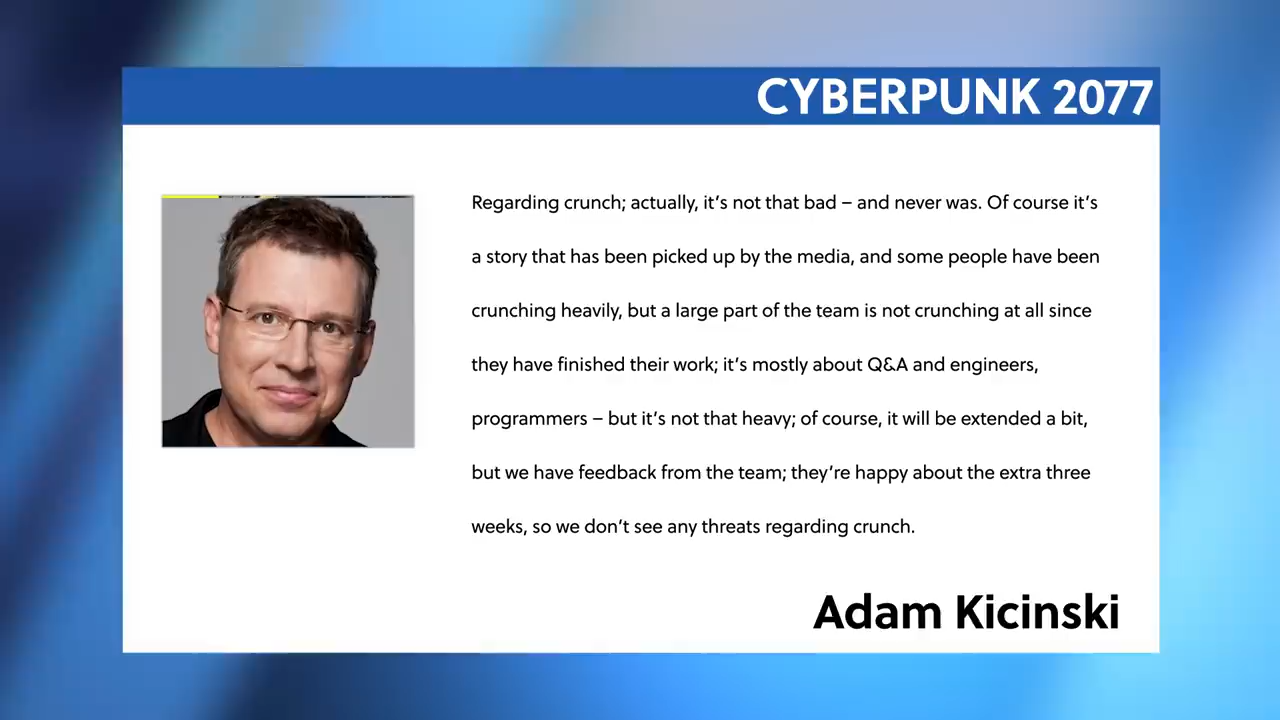 CYBERPUNK 2077
Regarding crunch; actually, it’s not that bad – and never was. Of course it’s
a story that has been picked up by the media, and some people have been
crunching heavily, but a large part of the team is not crunching at all since
they have finished their work; it’s mostly about Q&A and engineers,
programmers – but it’s not that heavy; of course, it will be extended a bit,
but we have feedback from the team; they’re happy about the extra three
weeks, so we don’t see any threats regarding crunch.
Adam Kicinski